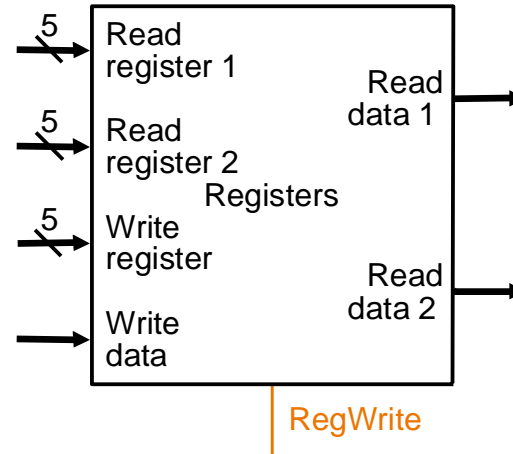 5
Read
register 1
Read
data 1
5
Read
register 2
Registers
5
Write
register
Read
data 2
Write
data
RegWrite